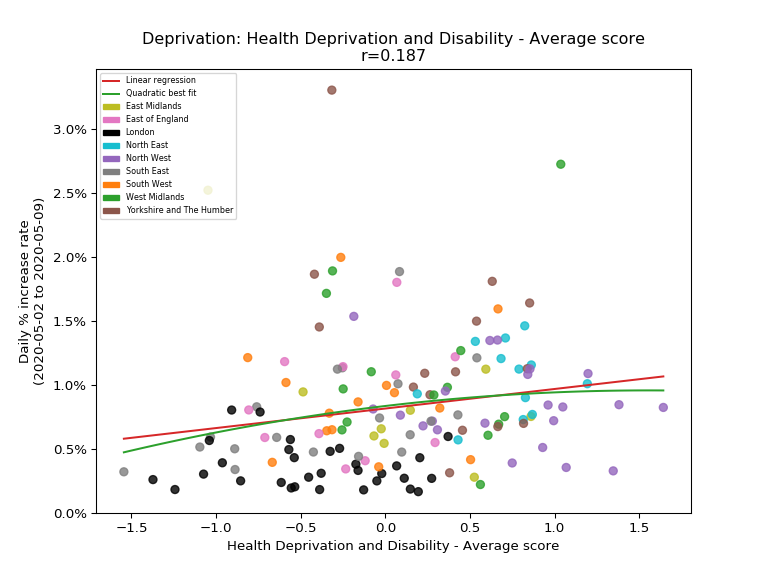 Deprivation: Health Deprivation and Disability - Average score
r=0.187
Linear regression
Quadratic best fit
East Midlands
East of England
London
North East
North West
South East
South West
West Midlands
Yorkshire and The Humber
3.0%
2.5%
2.0%
1.5%
1.0%
0.5%
0.0%
Daily % increase rate
(2020-05-02 to 2020-05-09)
−1.5
−1.0
−0.5
0.0
0.5
1.0
1.5
Health Deprivation and Disability - Average score